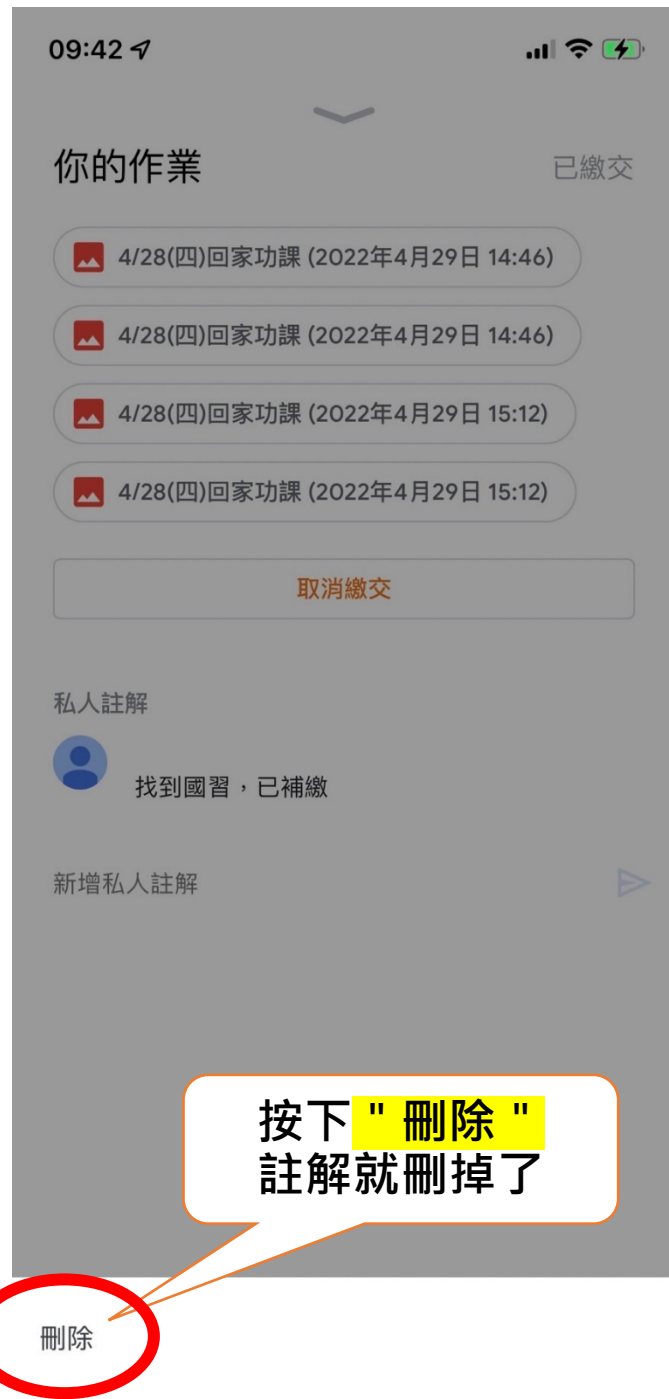 09:42
你的作業
已繳交
4/28(四)回家功課 (2022年4月29日 14:46)
4/28(四)回家功課 (2022年4月29日 14:46)
4/28(四)回家功課 (2022年4月29日 15:12)
4/28(四)回家功課 (2022年4月29日 15:12)
取消繳交
私人註解
找到國習，已補繳
新增私人註解
按下 " 刪除 "
註解就刪掉了
刪除